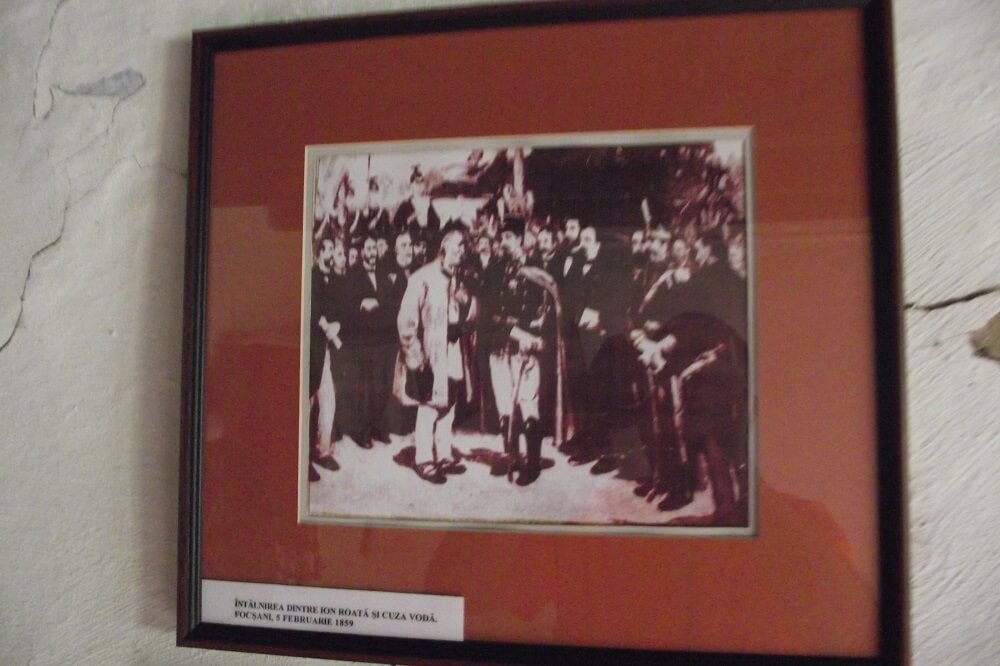 ÎNTÂLNIREA DINTRE ION ROATĂ ȘI CUZA VODĂ,
FOCȘANI, 5 FEBRUARIE 1859